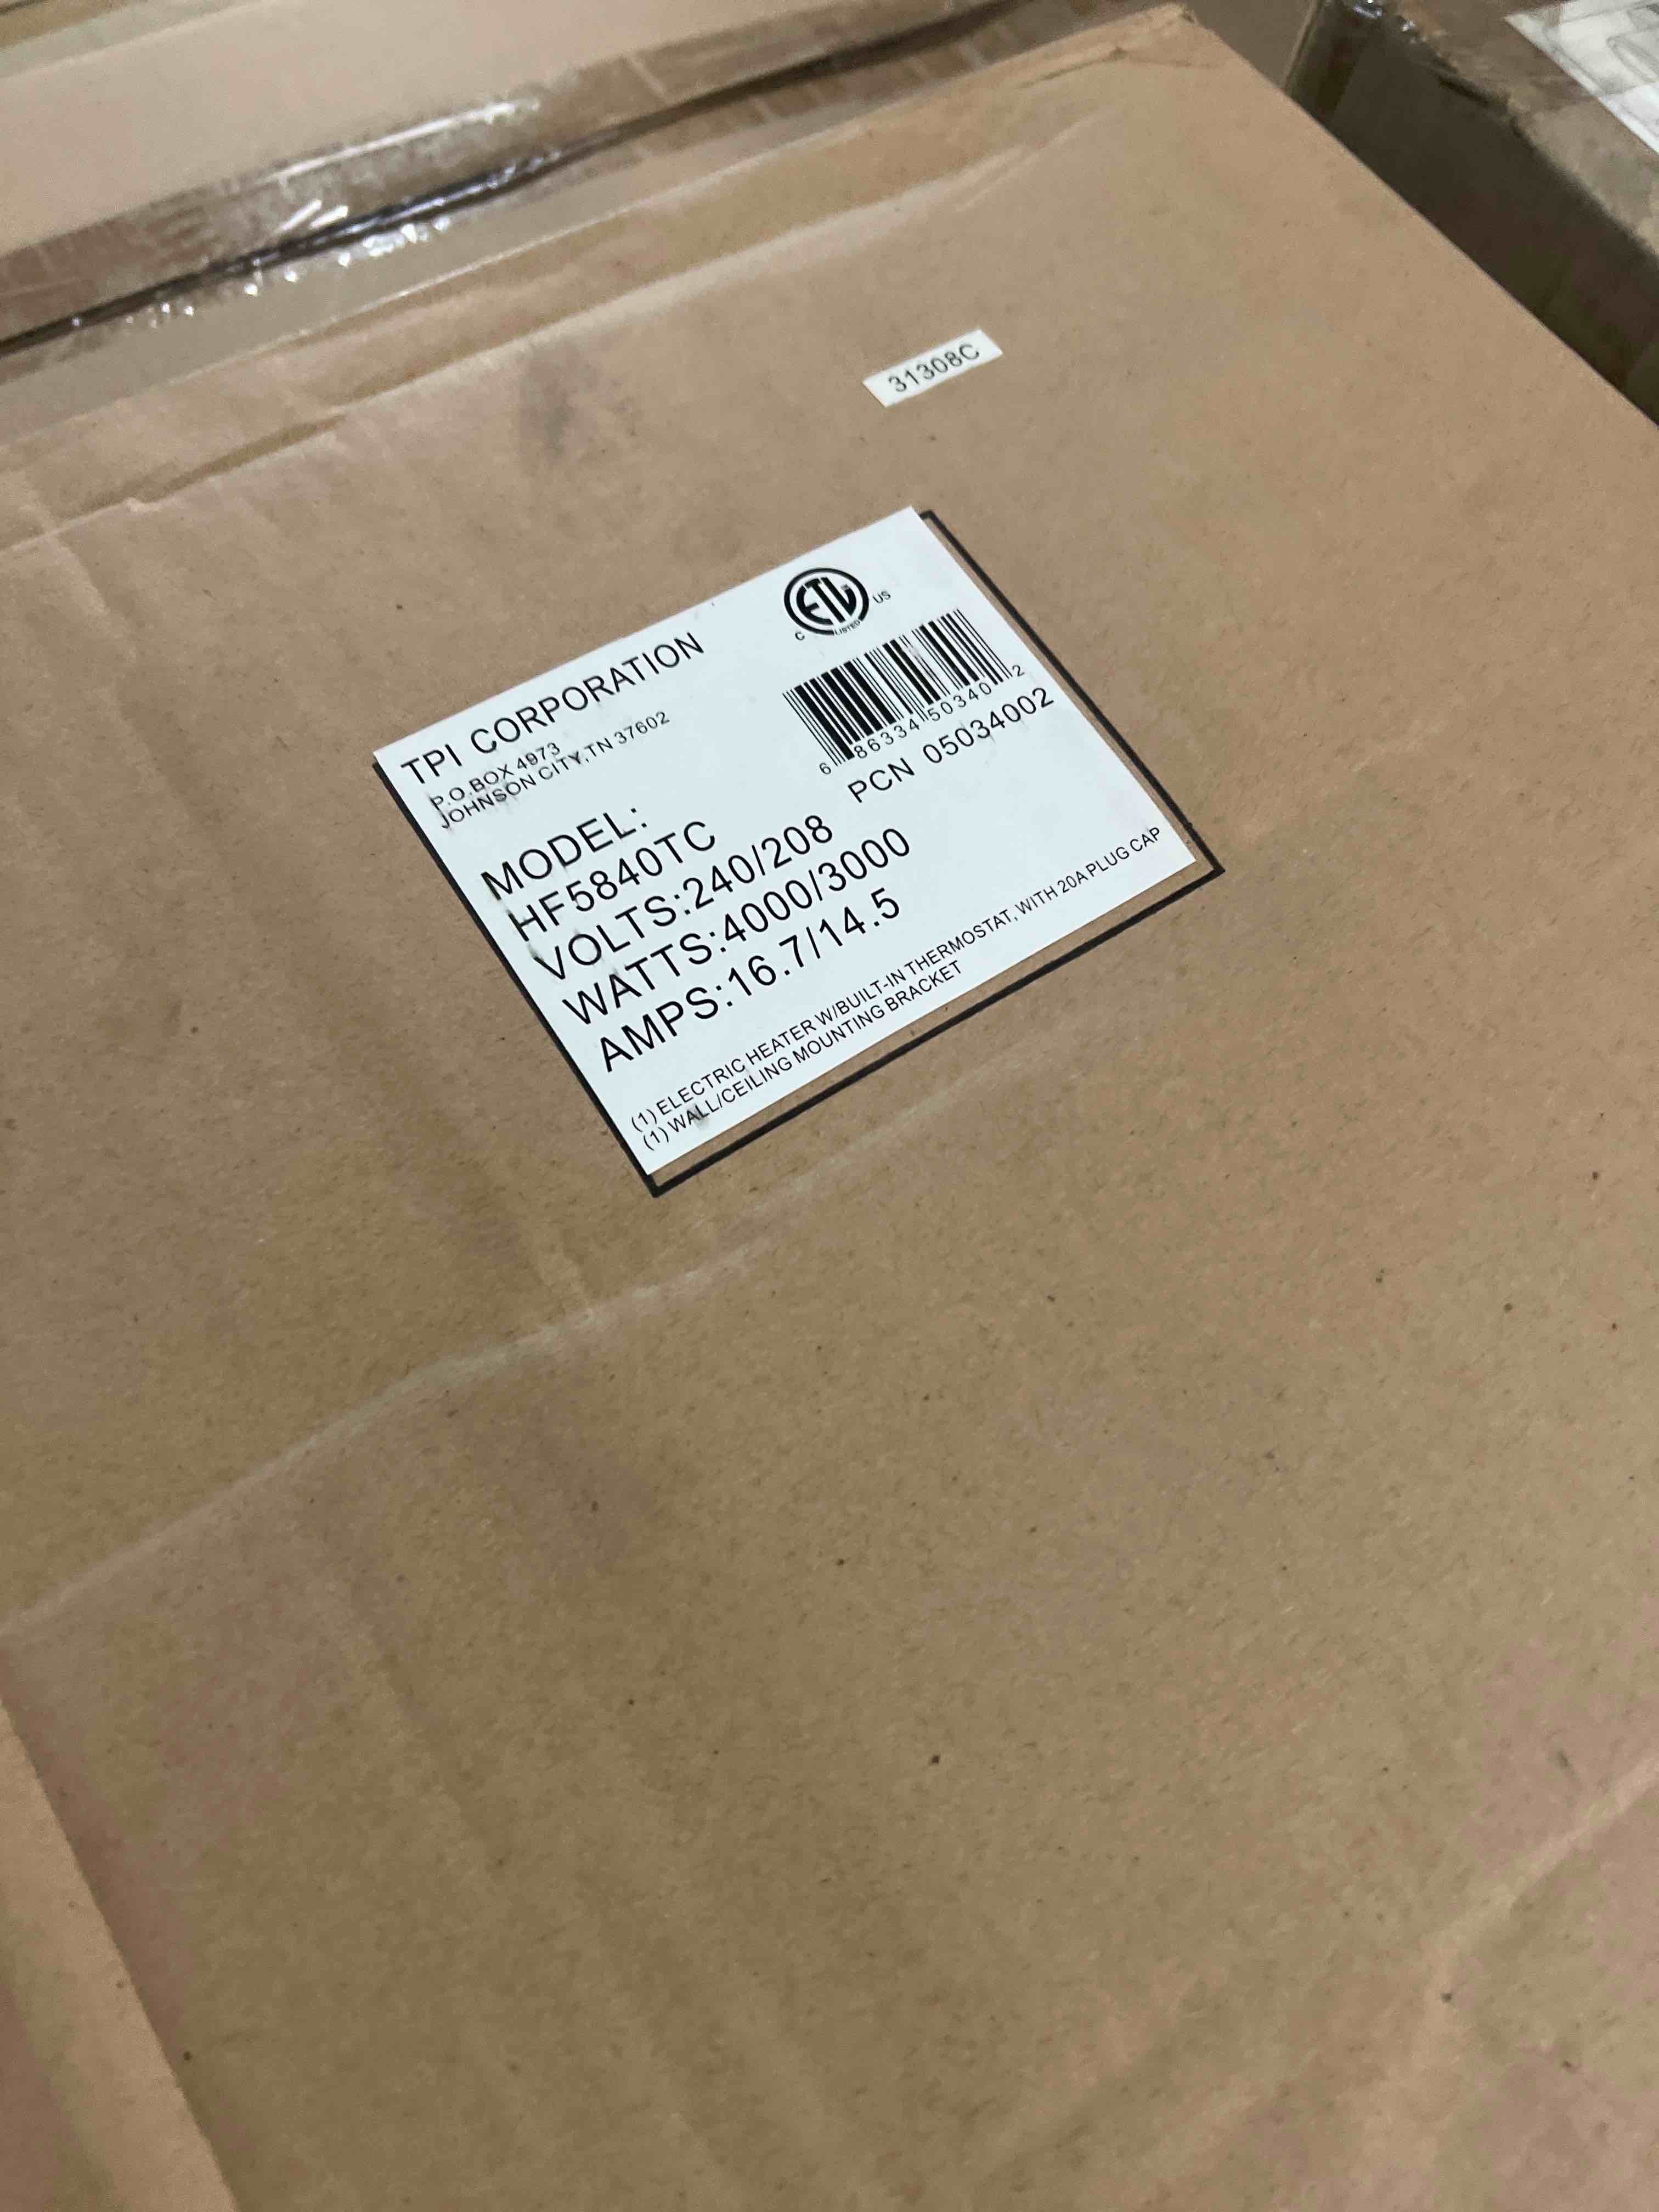 31308C
TPI CORPORATION
P.O.BOX 4973
JOHNSON CITY, TN 37602
C ETL US
LISTED
6 86334 50340 2
PCN 05034002
MODEL:
HF5840TC
VOLTS:240/208
WATTS:4000/3000
AMPS:16.7/14.5
(1) ELECTRIC HEATER W/BUILT-IN THERMOSTAT, WITH 20A PLUG CAP
(1) WALL/CEILING MOUNTING BRACKET